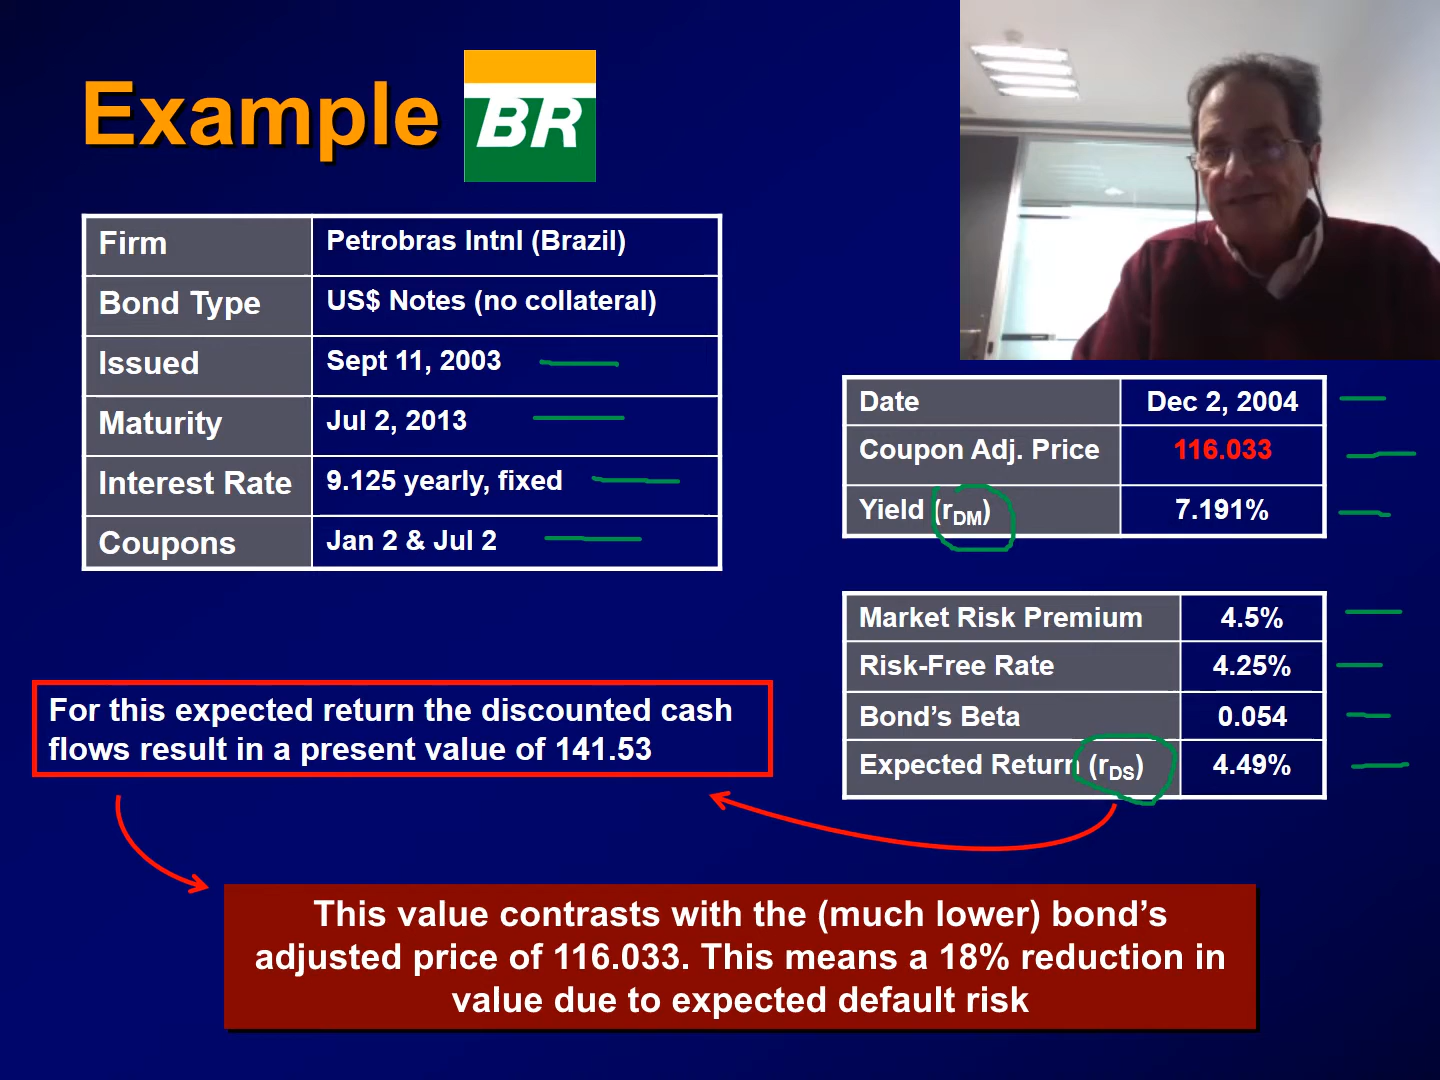 Example
BR
Firm Petrobras Intnl (Brazil)
Bond Type US$ Notes (no collateral)
Issued Sept 11, 2003
Maturity Jul 2, 2013
Interest Rate 9.125 yearly, fixed
Coupons Jan 2 & Jul 2
Date Dec 2, 2004
Coupon Adj. Price 116.033
Yield (rDM) 7.191%
Market Risk Premium 4.5%
Risk-Free Rate 4.25%
Bond's Beta 0.054
Expected Return (rDS) 4.49%
For this expected return the discounted cash
flows result in a present value of 141.53
This value contrasts with the (much lower) bond's
adjusted price of 116.033. This means a 18% reduction in
value due to expected default risk